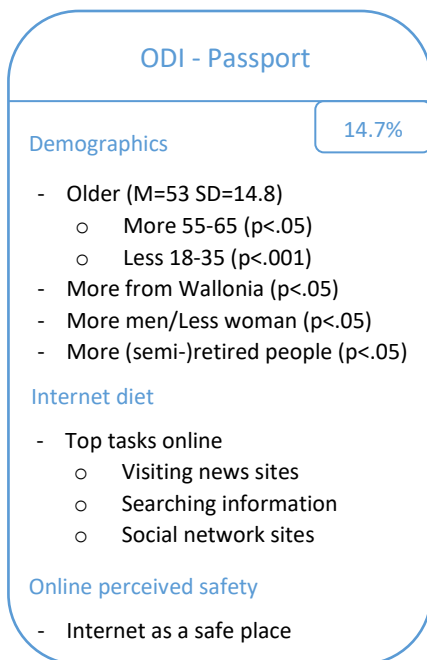 ODI - Passport
14.7%
Demographics
- Older (M=53 SD=14.8)
o More 55-65 (p<.05)
o Less 18-35 (p<.001)
- More from Wallonia (p<.05)
- More men/Less woman (p<.05)
- More (semi-)retired people (p<.05)
Internet diet
- Top tasks online
o Visiting news sites
o Searching information
o Social network sites
Online perceived safety
- Internet as a safe place